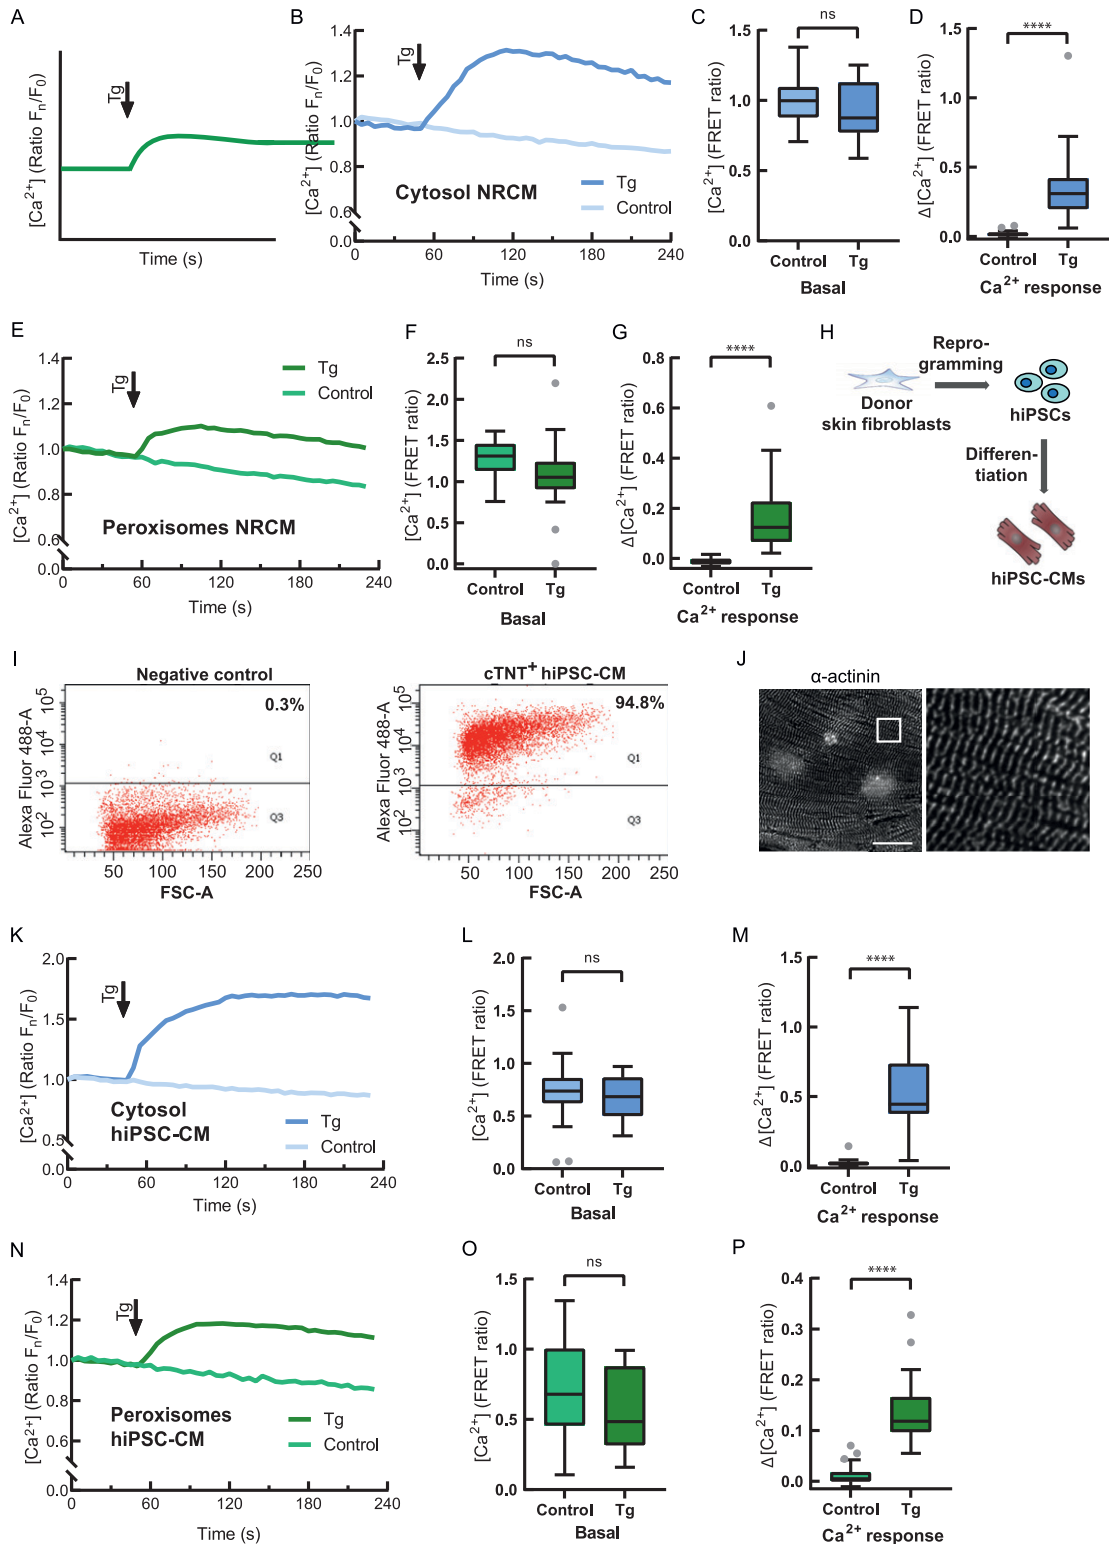 A
[Ca²⁺] (Ratio Fn/F0)
Tg
Time (s)
B
[Ca²⁺] (Ratio Fn/F0)
1.4
1.2
1.0
0.8
0.6
0.0
Tg
Cytosol NRCM
Tg
Control
0 60 120 180 240
Time (s)
C
[Ca²⁺] (FRET ratio)
1.5
1.0
0.5
0.0
ns
Control Tg
Basal
D
Δ[Ca²⁺] (FRET ratio)
1.5
1.0
0.5
0.0
****
Control Tg
Ca²⁺ response
E
[Ca²⁺] (Ratio Fn/F0)
1.4
1.2
1.0
0.8
0.6
0.0
Tg
Tg
Control
Peroxisomes NRCM
0 60 120 180 240
Time (s)
F
[Ca²⁺] (FRET ratio)
2.5
2.0
1.5
1.0
0.5
0.0
ns
Control Tg
Basal
G
Δ[Ca²⁺] (FRET ratio)
0.8
0.6
0.4
0.2
0.0
****
Control Tg
Ca²⁺ response
H
Repro-
gramming
Donor
skin fibroblasts
hiPSCs
Differen-
tiation
hiPSC-CMs
I
Negative control
Alexa Fluor 488-A
10⁵
10⁴
10³
10²
0.3%
Q1
Q3
50 100 150 200 250
FSC-A
cTNT⁺ hiPSC-CM
Alexa Fluor 488-A
10⁵
10⁴
10³
10²
94.8%
Q1
Q3
50 100 150 200 250
FSC-A
J
α-actinin
K
[Ca²⁺] (Ratio Fn/F0)
2.0
1.5
1.0
0.5
0.0
Tg
Cytosol
hiPSC-CM
Tg
Control
0 60 120 180 240
Time (s)
L
[Ca²⁺] (FRET ratio)
2.0
1.5
1.0
0.5
0.0
ns
Control Tg
Basal
M
Δ[Ca²⁺] (FRET ratio)
1.5
1.0
0.5
0.0
****
Control Tg
Ca²⁺ response
N
[Ca²⁺] (Ratio Fn/F0)
1.4
1.2
1.0
0.8
0.6
0.0
Tg
Peroxisomes
hiPSC-CM
Tg
Control
0 60 120 180 240
Time (s)
O
[Ca²⁺] (FRET ratio)
1.5
1.0
0.5
0.0
ns
Control Tg
Basal
P
Δ[Ca²⁺] (FRET ratio)
0.4
0.3
0.2
0.1
0.0
****
Control Tg
Ca²⁺ response